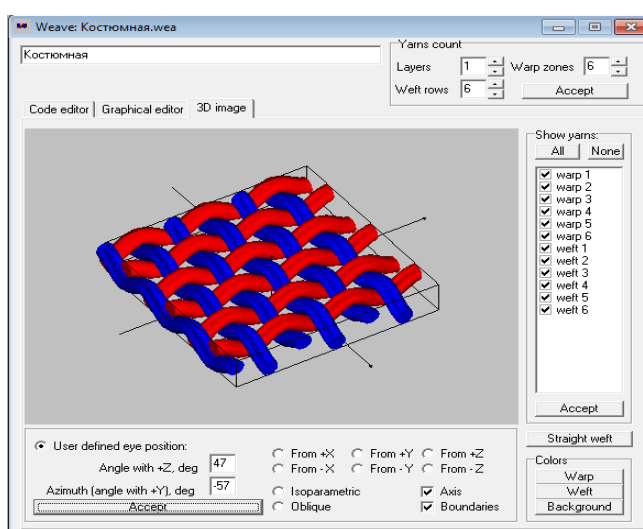 Weave: Костюмная.wea
Костюмная
Yarns count
Layers 1 Warp zones 6
Weft rows 6 Accept
Code editor Graphical editor 3D image
Show yarns:
All None
warp 1
warp 2
warp 3
warp 4
warp 5
warp 6
weft 1
weft 2
weft 3
weft 4
weft 5
weft 6
Accept
Straight weft
User defined eye position:
Angle with +Z, deg 47
Azimuth (angle with +Y), deg -57
Accept
From +X From +Y From +Z
From - X From - Y From - Z
Isoparametric Axis
Oblique Boundaries
Colors
Warp
Weft
Background